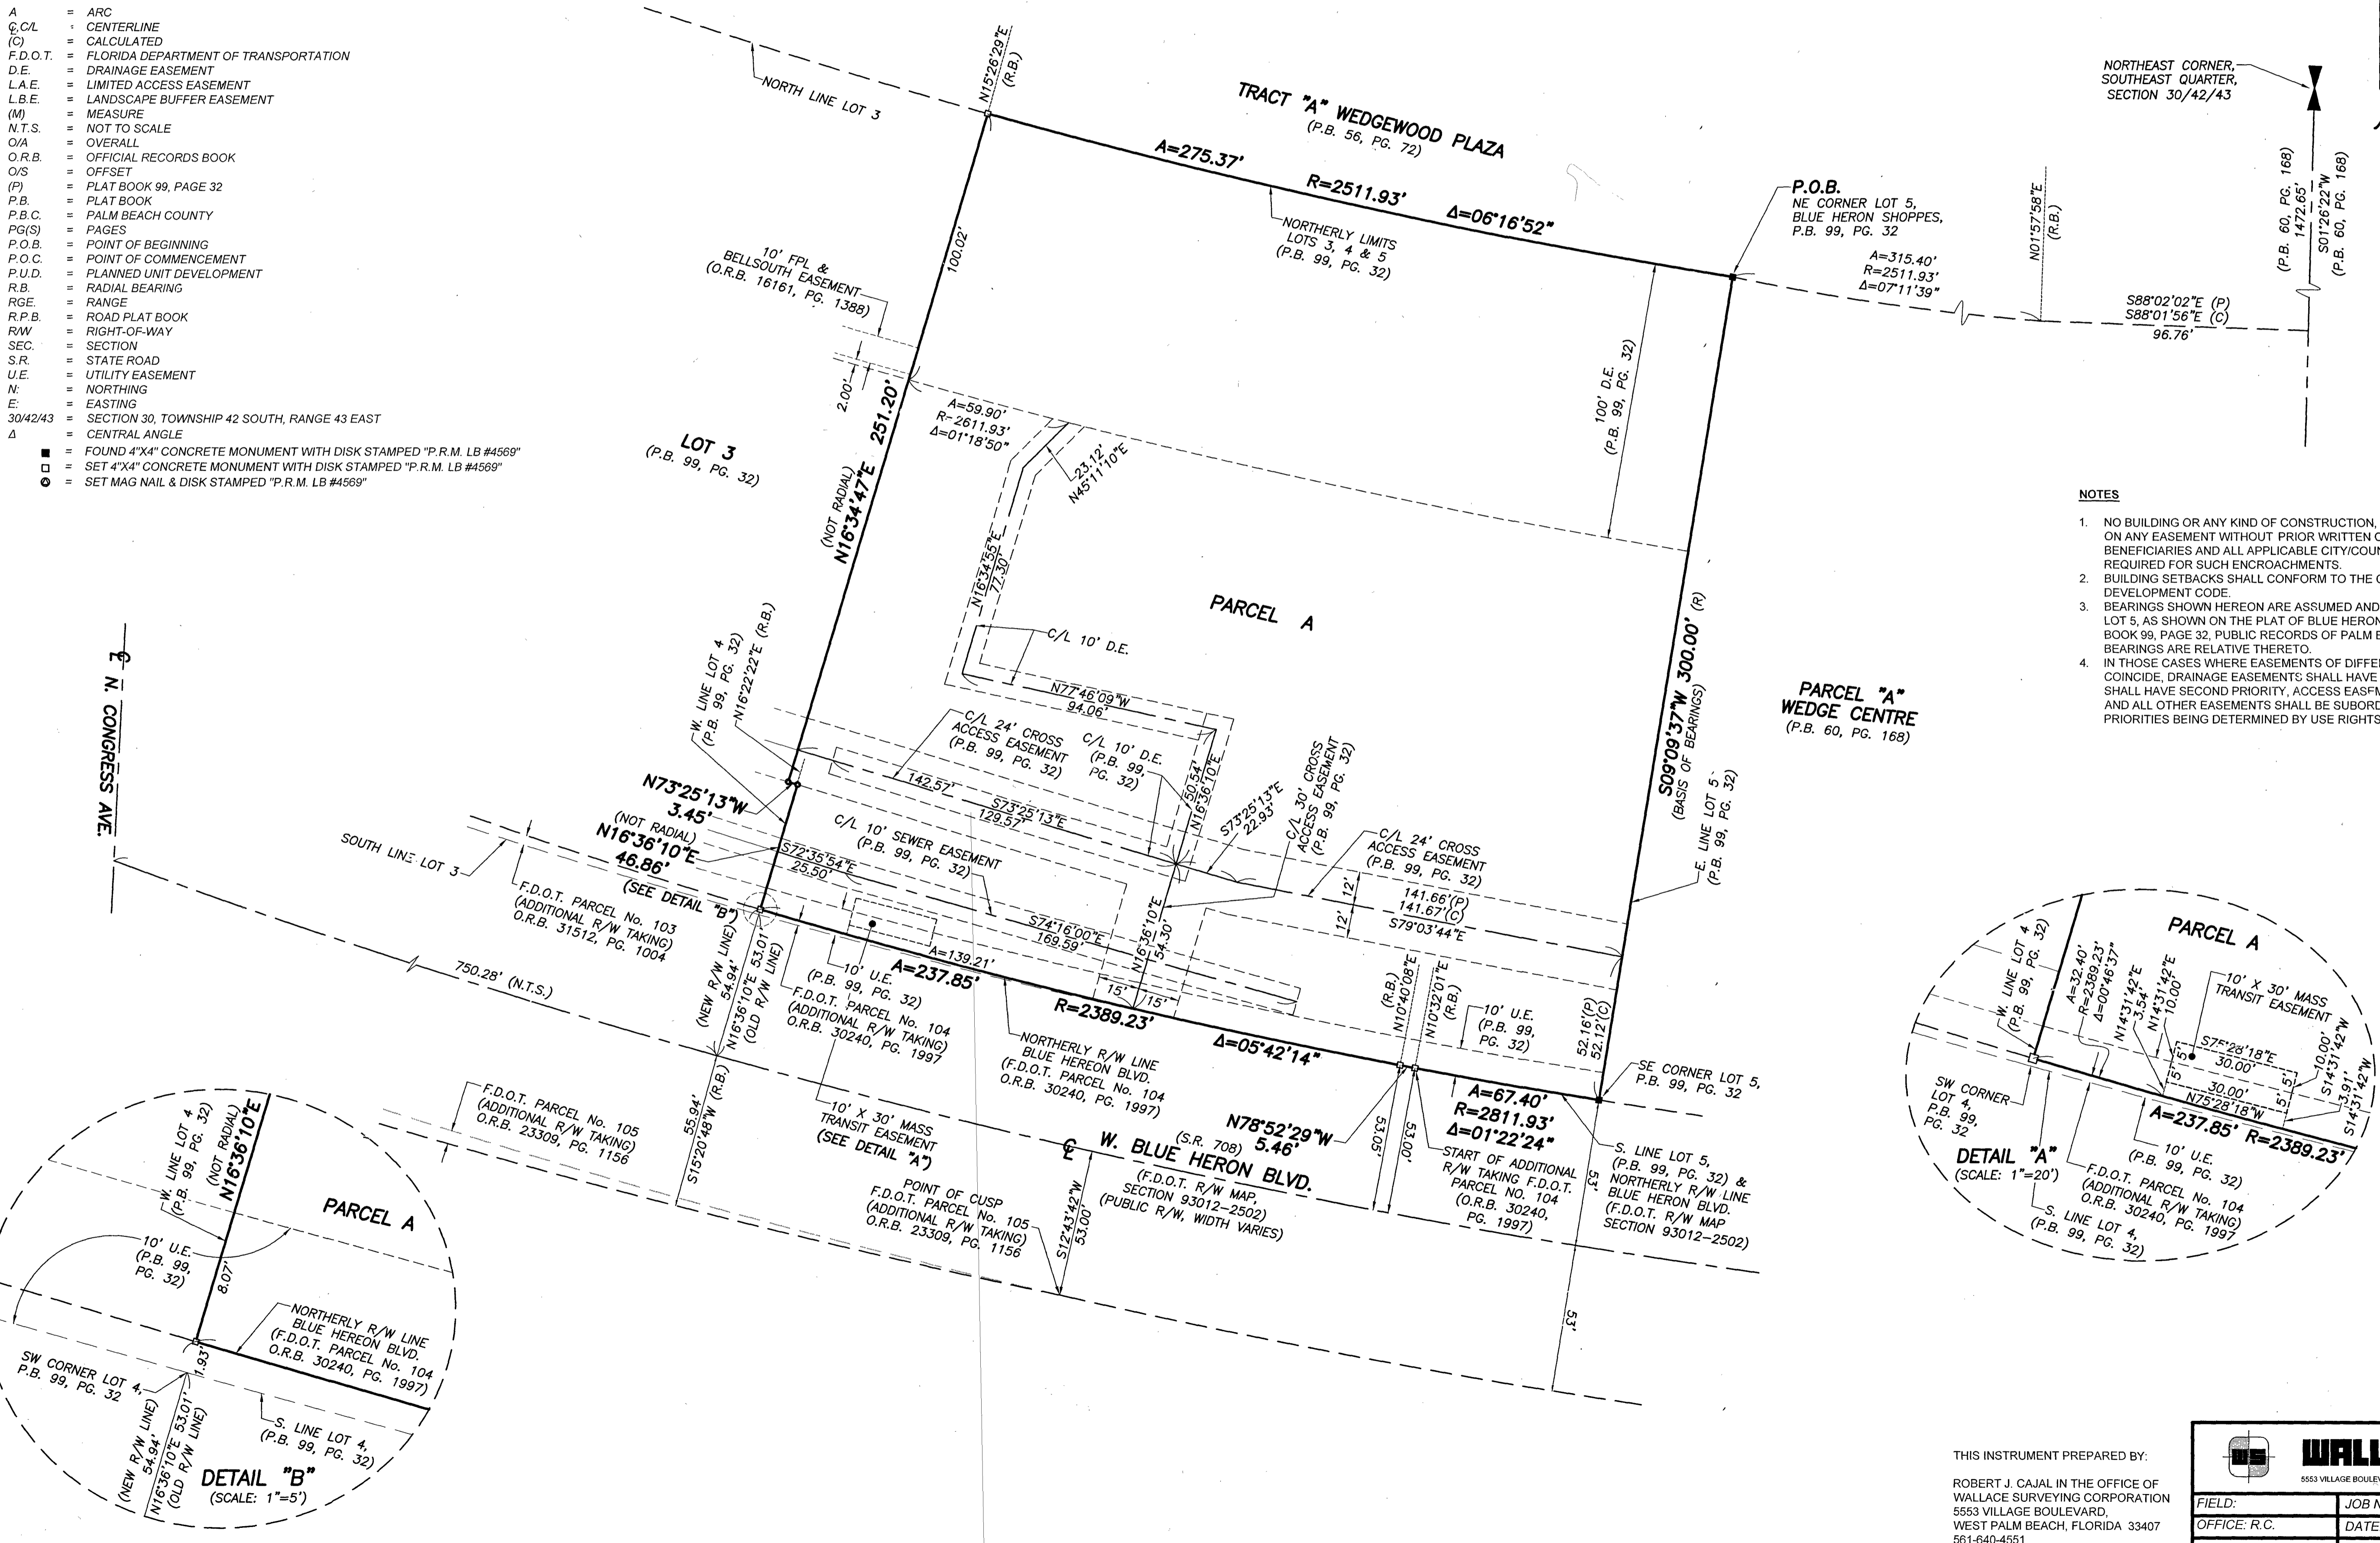 A = ARC
℄,C/L = CENTERLINE
(C) = CALCULATED
F.D.O.T. = FLORIDA DEPARTMENT OF TRANSPORTATION
D.E. = DRAINAGE EASEMENT
L.A.E. = LIMITED ACCESS EASEMENT
L.B.E. = LANDSCAPE BUFFER EASEMENT
(M) = MEASURE
N.T.S. = NOT TO SCALE
O/A = OVERALL
O.R.B. = OFFICIAL RECORDS BOOK
O/S = OFFSET
(P) = PLAT BOOK 99, PAGE 32
P.B. = PLAT BOOK
P.B.C. = PALM BEACH COUNTY
PG(S) = PAGES
P.O.B. = POINT OF BEGINNING
P.O.C. = POINT OF COMMENCEMENT
P.U.D. = PLANNED UNIT DEVELOPMENT
R.B. = RADIAL BEARING
RGE. = RANGE
R.P.B. = ROAD PLAT BOOK
R/W = RIGHT-OF-WAY
SEC. = SECTION
S.R. = STATE ROAD
U.E. = UTILITY EASEMENT
N: = NORTHING
E: = EASTING
30/42/43 = SECTION 30, TOWNSHIP 42 SOUTH, RANGE 43 EAST
Δ = CENTRAL ANGLE
■ = FOUND 4"X4" CONCRETE MONUMENT WITH DISK STAMPED "P.R.M. LB #4569"
□ = SET 4"X4" CONCRETE MONUMENT WITH DISK STAMPED "P.R.M. LB #4569"
= SET MAG NAIL & DISK STAMPED "P.R.M. LB #4569"
NORTH LINE LOT 3
N15°26'29"E
(R.B.)
TRACT "A" WEDGEWOOD PLAZA
(P.B. 56, PG. 72)
A=275.37'
R=2511.93'
Δ=06°16'52"
NORTHERLY LIMITS
LOTS 3, 4 & 5
(P.B. 99, PG. 32)
P.O.B.
NE CORNER LOT 5,
BLUE HERON SHOPPES,
P.B. 99, PG. 32
A=315.40'
R=2511.93'
Δ=07°11'39"
N01°57'58"E
(R.B.)
NORTHEAST CORNER,
SOUTHEAST QUARTER,
SECTION 30/42/43
(P.B. 60, PG. 168)
1472.65'
S01°26'22"W
(P.B. 60, PG. 168)
S88°02'02"E (P)
S88°01'56"E (C)
96.76'
10' FPL &
BELLSOUTH EASEMENT
(O.R.B. 16161, PG. 1388)
100.02'
2.00'
251.20'
N16°34'47"E
(NOT RADIAL)
A=59.90'
R=2611.93'
Δ=01°18'50"
23.12'
N45°11'10"E
100' D.E.
(P.B. 99, PG. 32)
LOT 3
(P.B. 99, PG. 32)
N16°34'55"E
77.30'
PARCEL A
C/L 10' D.E.
N77°46'09"W
94.06'
S09°09'37"W 300.00' (R)
(BASIS OF BEARINGS)
PARCEL "A"
WEDGE CENTRE
(P.B. 60, PG. 168)
E. LINE LOT 5
(P.B. 99, PG. 32)
NOTES
1. NO BUILDING OR ANY KIND OF CONSTRUCTION,
ON ANY EASEMENT WITHOUT PRIOR WRITTEN
BENEFICIARIES AND ALL APPLICABLE
REQUIRED FOR SUCH ENCROACHMENTS.
2. BUILDING SETBACKS SHALL CONFORM TO THE
DEVELOPMENT CODE.
3. BEARINGS SHOWN HEREON ARE ASSUMED AND
LOT 5, AS SHOWN ON THE PLAT OF BLUE HERON
BOOK 99, PAGE 32, PUBLIC RECORDS OF PALM
BEARINGS ARE RELATIVE THERETO.
4. IN THOSE CASES WHERE EASEMENTS OF
COINCIDE, DRAINAGE EASEMENTS SHALL HAVE
SHALL HAVE SECOND PRIORITY, ACCESS
AND ALL OTHER EASEMENTS SHALL BE
PRIORITIES BEING DETERMINED BY USE RIGHTS
℄ N. CONGRESS AVE.
W. LINE LOT 4
(P.B. 99, PG. 32)
N16°22'22"E (R.B.)
C/L 24' CROSS
ACCESS EASEMENT
(P.B. 99, PG. 32)
C/L 10' D.E.
(P.B. 99,
PG. 32)
50.54'
N16°36'10"E
C/L 30' CROSS
ACCESS EASEMENT
(P.B. 99, PG. 32)
S73°25'13"E
22.93'
142.57'
S73°25'13"E
129.57'
N73°25'13"W
3.45'
(NOT RADIAL)
N16°36'10"E
46.86'
(SEE DETAIL "B")
C/L 10' SEWER EASEMENT
(P.B. 99, PG. 32)
S72°35'54"E
25.50'
S74°16'00"E
169.59'
C/L 24' CROSS
ACCESS EASEMENT
(P.B. 99, PG. 32)
12'
12'
141.66'(P)
141.67'(C)
S79°03'44"E
SOUTH LINE LOT 3
F.D.O.T. PARCEL No. 103
(ADDITIONAL R/W TAKING)
O.R.B. 31512, PG. 1004
750.28' (N.T.S.)
(NEW R/W LINE)
54.94'
N16°36'10"E 53.01'
(OLD R/W LINE)
A=139.21'
A=237.85'
R=2389.23'
Δ=05°42'14"
N16°36'10"E
54.30'
15'
15'
10' U.E.
(P.B. 99, PG. 32)
F.D.O.T. PARCEL No. 104
(ADDITIONAL R/W TAKING)
O.R.B. 30240, PG. 1997
NORTHERLY R/W LINE
BLUE HEREON BLVD.
(F.D.O.T. PARCEL No. 104
O.R.B. 30240, PG. 1997)
(R.B.)
N10°40'08"E
N10°32'01"E
(R.B.)
10' U.E.
(P.B. 99,
PG. 32)
52.16'(P)
52.12'(C)
SE CORNER LOT 5,
P.B. 99, PG. 32
A=67.40'
R=2811.93'
Δ=01°22'24"
N78°52'29"W
5.46'
53.05'
53.00'
START OF ADDITIONAL
R/W TAKING F.D.O.T.
PARCEL NO. 104
(O.R.B. 30240,
PG. 1997)
S. LINE LOT 5,
(P.B. 99, PG. 32) &
NORTHERLY R/W LINE
BLUE HERON BLVD.
(F.D.O.T. R/W MAP
SECTION 93012-2502)
53'
53'
10' X 30' MASS
TRANSIT EASEMENT
(SEE DETAIL "A")
℄ W. BLUE HERON BLVD.
(S.R. 708)
(F.D.O.T. R/W MAP,
SECTION 93012-2502)
(PUBLIC R/W, WIDTH VARIES)
F.D.O.T. PARCEL No. 105
(ADDITIONAL R/W TAKING)
O.R.B. 23309, PG. 1156
55.94'
S15°20'48"W (R.B.)
POINT OF CUSP
F.D.O.T. PARCEL No. 105
(ADDITIONAL R/W TAKING)
O.R.B. 23309, PG. 1156
S12°43'42"W
53.00'
W. LINE LOT 4
(P.B. 99, PG. 32)
(NOT RADIAL)
N16°36'10"E
PARCEL A
10' U.E.
(P.B. 99,
PG. 32)
8.07'
NORTHERLY R/W LINE
BLUE HEREON BLVD.
(F.D.O.T. PARCEL No. 104
O.R.B. 30240, PG. 1997)
1.93'
SW CORNER LOT 4,
P.B. 99, PG. 32
S. LINE LOT 4,
(P.B. 99, PG. 32)
(NEW R/W LINE)
54.94'
N16°36'10"E 53.01'
(OLD R/W LINE)
DETAIL "B"
(SCALE: 1"=5')
PARCEL A
W. LINE LOT 4
(P.B. 99, PG. 32)
A=32.40'
R=2389.23'
Δ=00°46'37"
N14°31'42"E
3.54'
N14°31'42"E
10.00'
10' X 30' MASS
TRANSIT EASEMENT
S75°28'18"E
30.00'
5'
5'
5'
5'
30.00'
N75°28'18"W
10.00'
S14°31'42"W
3.91'
S14°31'42"W
A=237.85' R=2389.23'
SW CORNER
LOT 4,
P.B. 99,
PG. 32
DETAIL "A"
(SCALE: 1"=20')
10' U.E.
(P.B. 99, PG. 32)
F.D.O.T. PARCEL No. 104
(ADDITIONAL R/W TAKING)
O.R.B. 30240, PG. 1997
S. LINE LOT 4,
(P.B. 99, PG. 32)
THIS INSTRUMENT PREPARED BY:
ROBERT J. CAJAL IN THE OFFICE OF
WALLACE SURVEYING CORPORATION
5553 VILLAGE BOULEVARD,
WEST PALM BEACH, FLORIDA 33407
561-640-4551
WS
5553 VILLAGE
FIELD:
JOB
OFFICE: R.C.
DATE